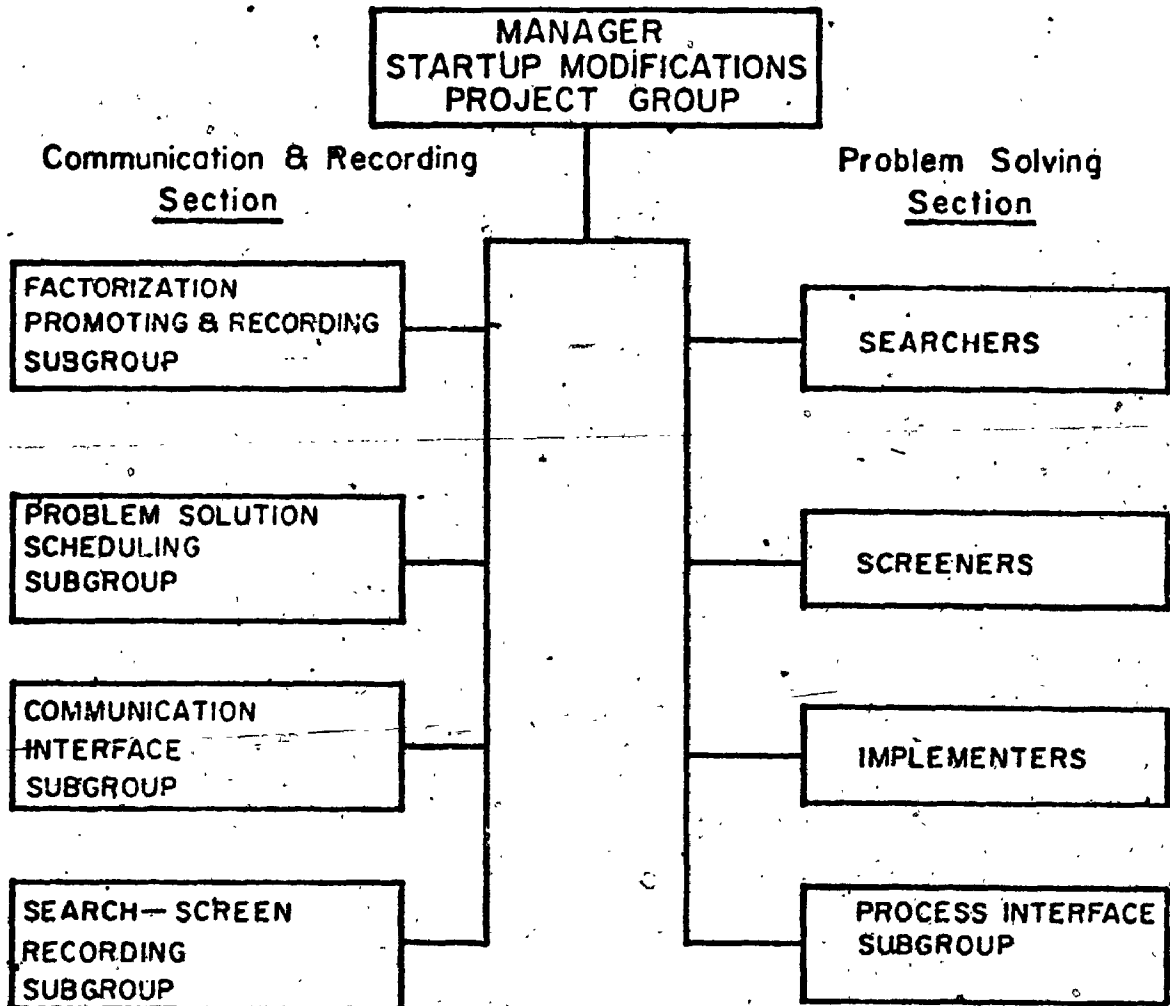 MANAGER
STARTUP MODIFICATIONS
PROJECT GROUP
Communication & Recording
Section
Problem Solving
Section
FACTORIZATION
PROMOTING & RECORDING
SUBGROUP
PROBLEM SOLUTION
SCHEDULING
SUBGROUP
COMMUNICATION
INTERFACE
SUBGROUP
SEARCH—SCREEN
RECORDING
SUBGROUP
SEARCHERS
SCREENERS
IMPLEMENTERS
PROCESS INTERFACE
SUBGROUP